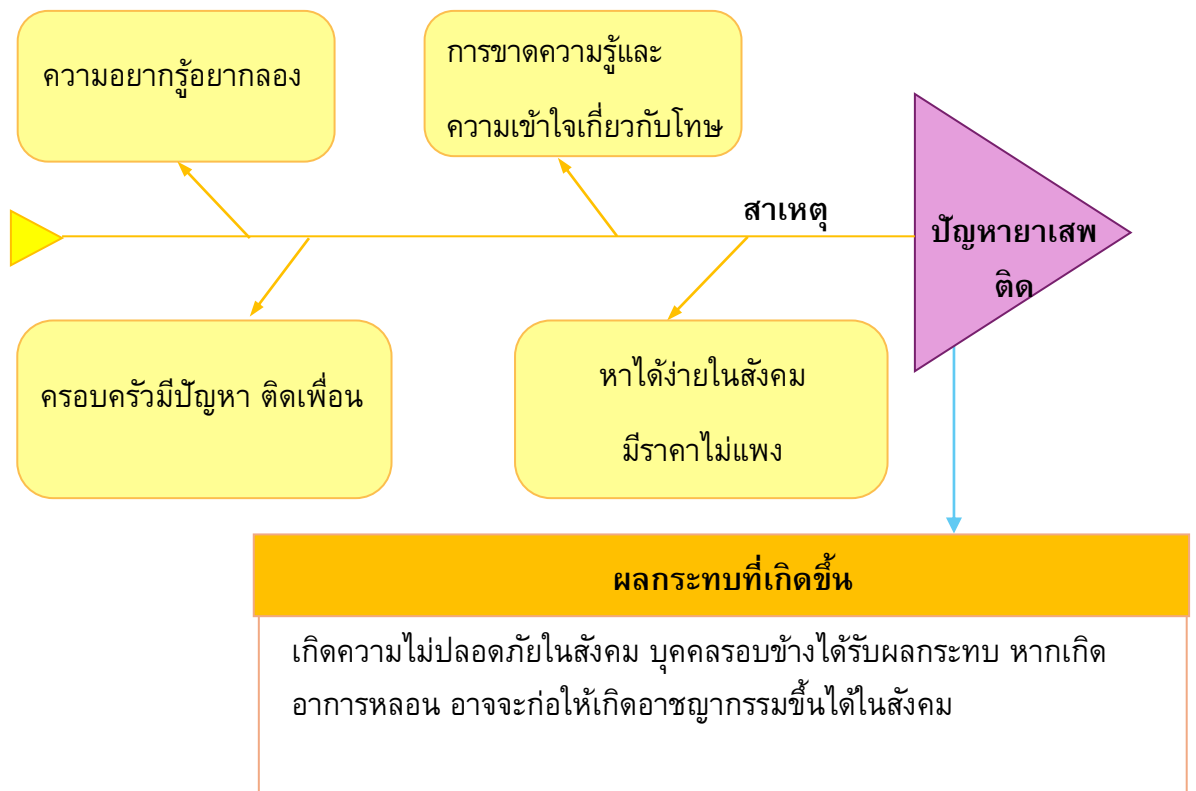 ความอยากรู้อยากลอง
การขาดความรู้และ
ความเข้าใจเกี่ยวกับโทษ
สาเหตุ
ปัญหายาเสพ
ติด
ครอบครัวมีปัญหา ติดเพื่อน
หาได้ง่ายในสังคม
มีราคาไม่แพง
ผลกระทบที่เกิดขึ้น
เกิดความไม่ปลอดภัยในสังคม บุคคลรอบข้างได้รับผลกระทบ หากเกิด
อาการหลอน อาจจะก่อให้เกิดอาชญากรรมขึ้นได้ในสังคม